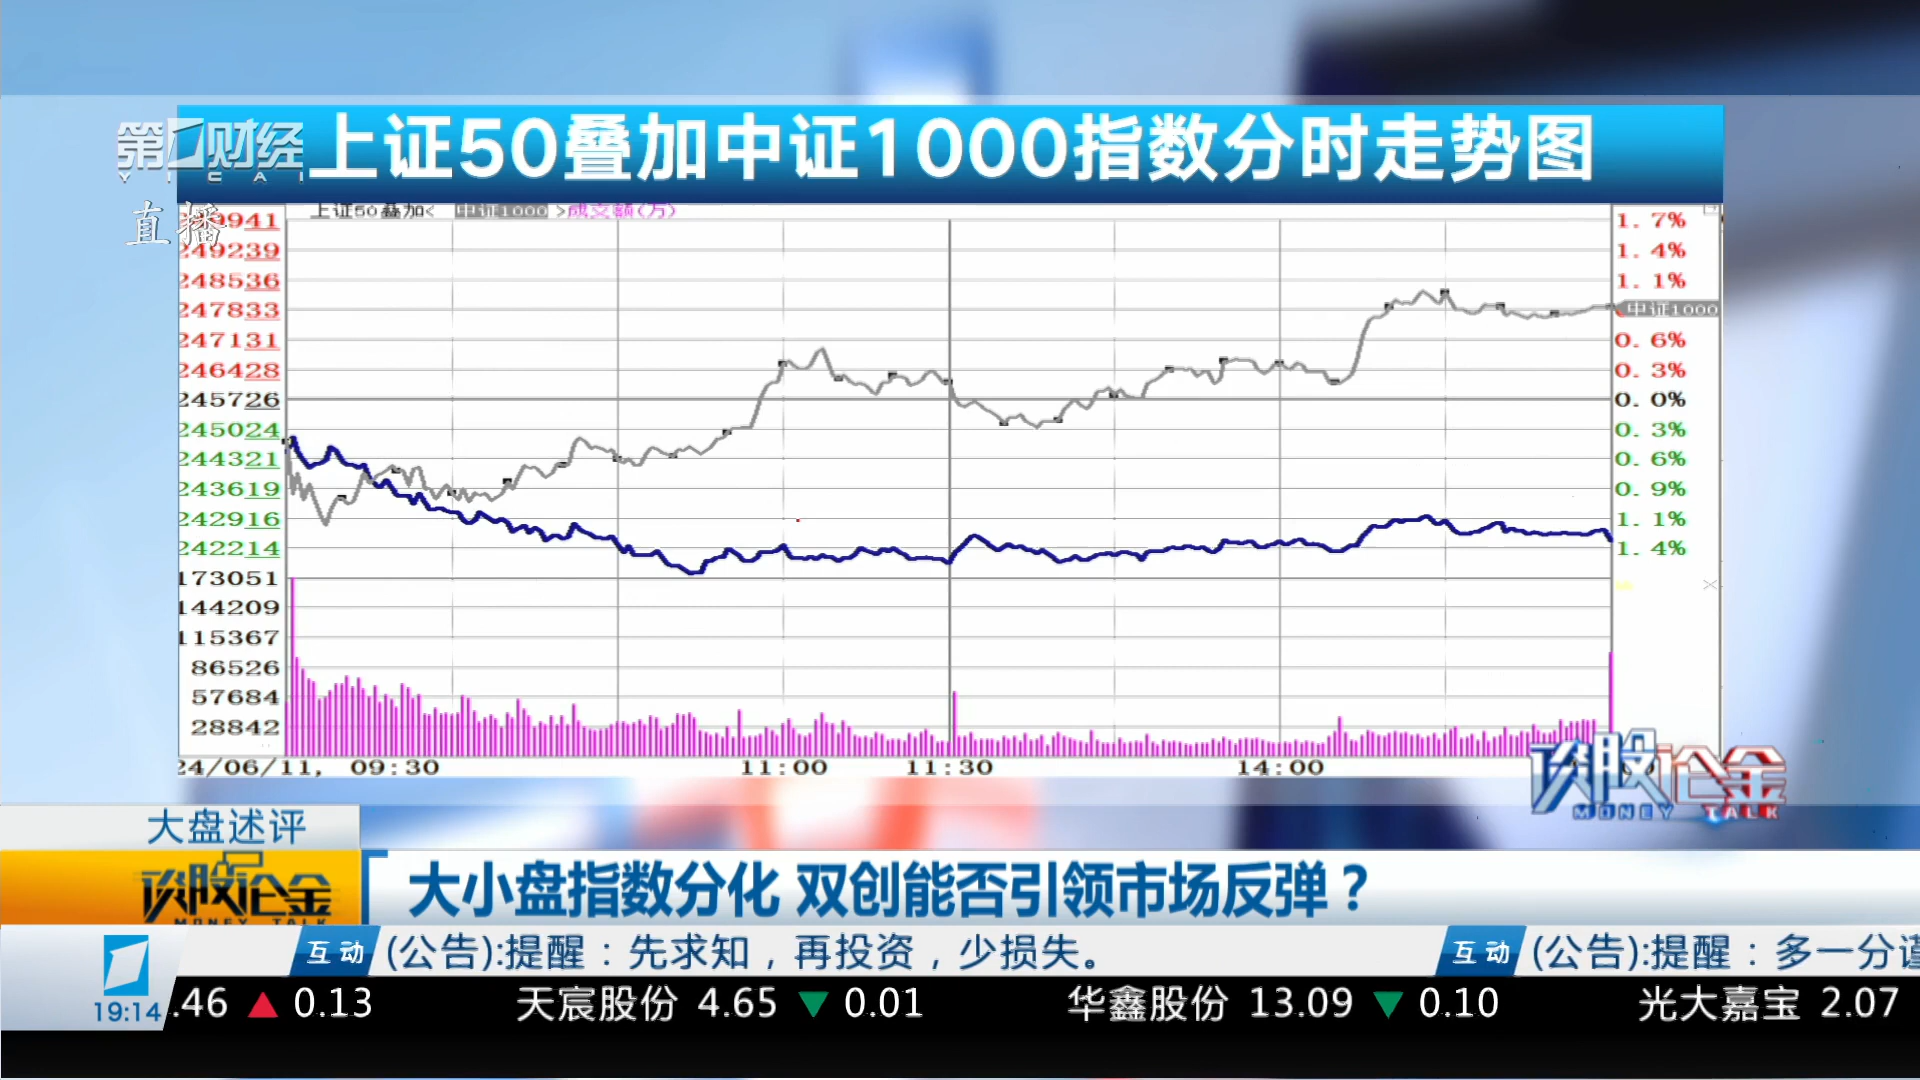 第一财经
YICAI
直播
上证50叠加中证1000指数分时走势图
上证50叠加< 中证1000 >成交额(万)
249239
248536
247833
247131
246428
245726
245024
244321
243619
242916
242214
173051
144209
115367
86526
57684
28842
1.7%
1.4%
1.1%
中证1000
0.6%
0.3%
0.0%
0.3%
0.6%
0.9%
1.1%
1.4%
24/06/11, 09:30
11:00
11:30
14:00
谈股论金
MONEY TALK
大盘述评
谈股论金
MONEY TALK
大小盘指数分化 双创能否引领市场反弹？
互动 (公告):提醒：先求知，再投资，少损失。
互动 (公告):提醒：多一分谨
19:14
.46 ▲ 0.13 天宸股份 4.65 ▼ 0.01 华鑫股份 13.09 ▼ 0.10 光大嘉宝 2.07